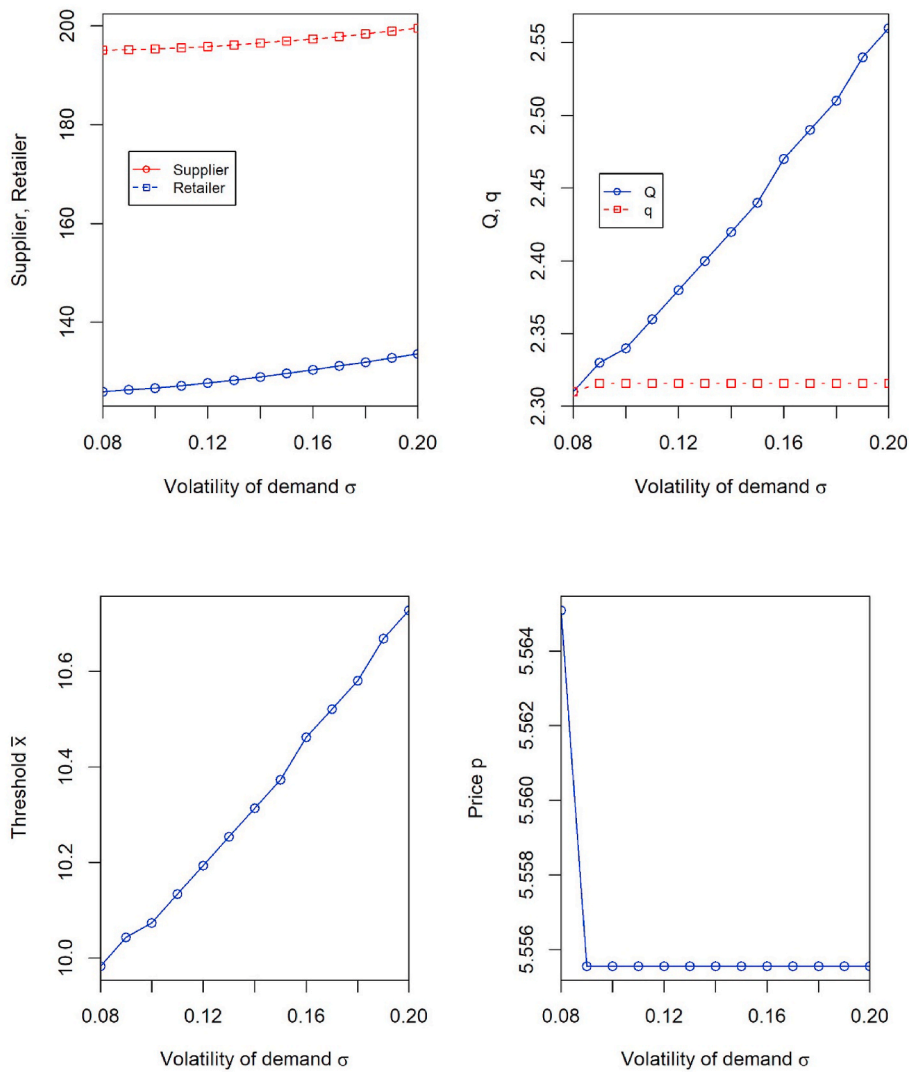 Supplier, Retailer
200
180
160
140
Supplier
Retailer
0.08
0.12
0.16
0.20
Volatility of demand σ
Q, q
2.55
2.50
2.45
2.40
2.35
2.30
Q
q
0.08
0.12
0.16
0.20
Volatility of demand σ
Threshold x̅
10.6
10.4
10.2
10.0
0.08
0.12
0.16
0.20
Volatility of demand σ
Price p
5.564
5.562
5.560
5.558
5.556
0.08
0.12
0.16
0.20
Volatility of demand σ